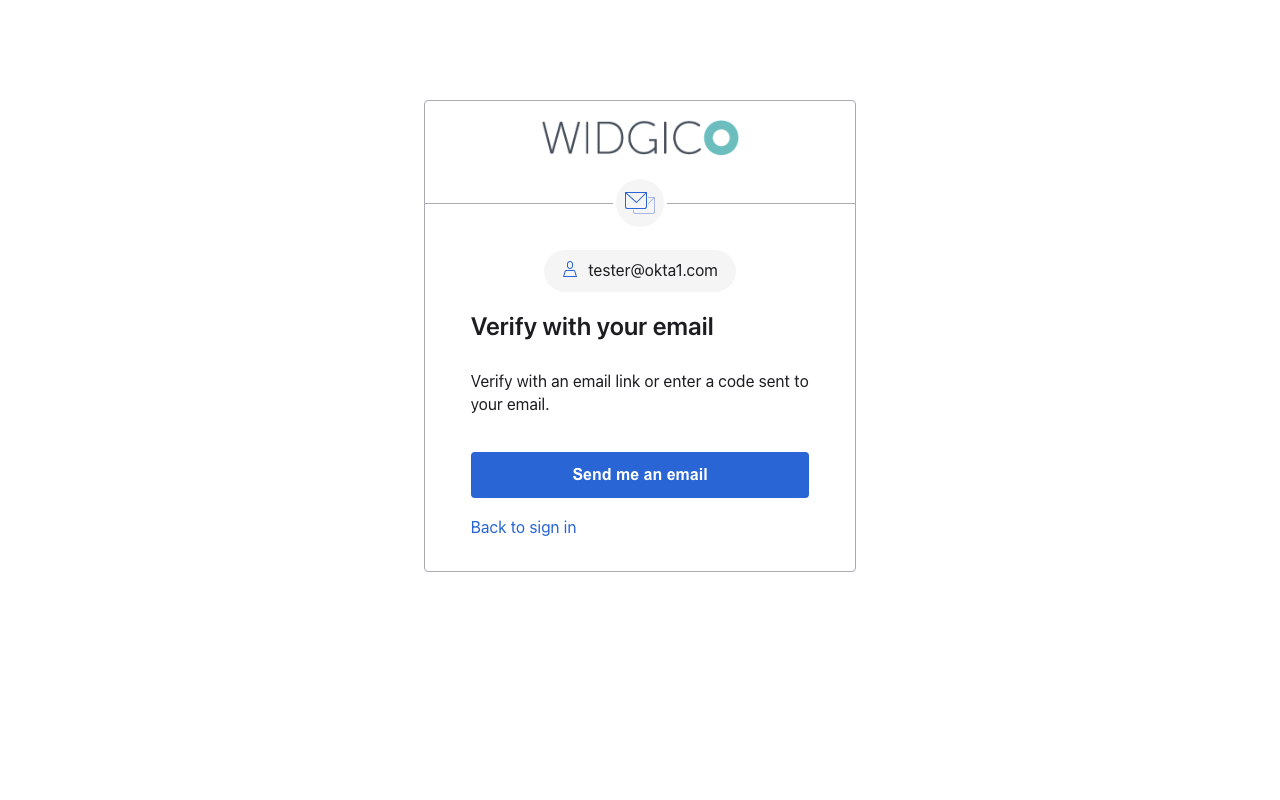 WIDGICO
tester@okta1.com
Verify with your email
Verify with an email link or enter a code sent to
your email.
Send me an email
Back to sign in